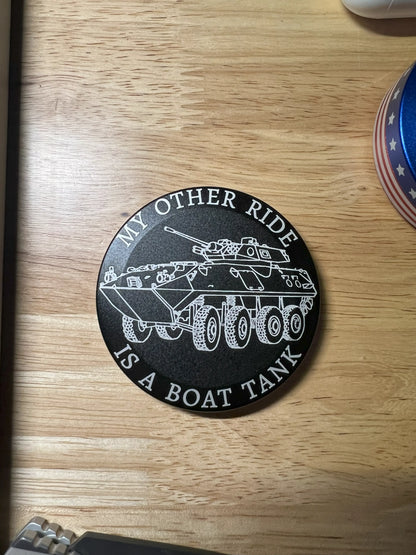 MY OTHER RIDE
IS A BOAT TANK